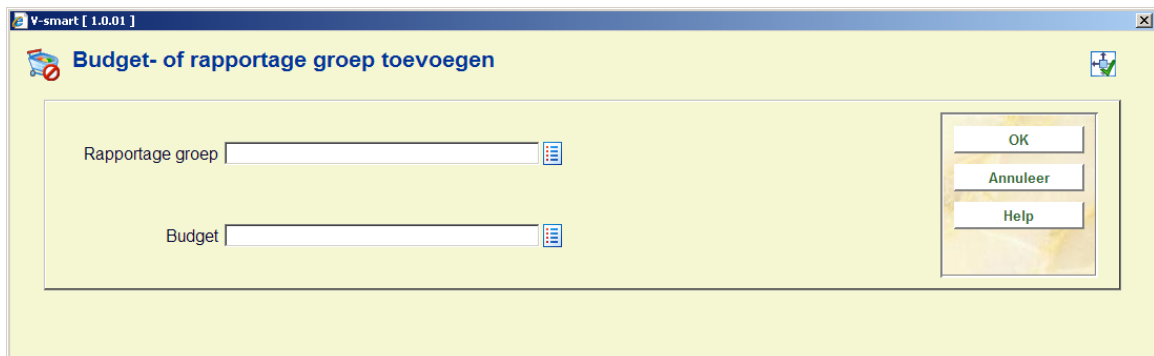 V-smart [ 1.0.01 ]
Budget- of rapportage groep toevoegen
Rapportage groep
OK
Annuleer
Help
Budget